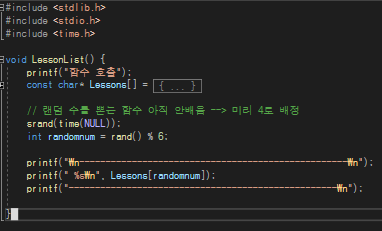 #include <stdlib.h>
#include <stdio.h>
#include <time.h>
void LessonList() {
printf("함수 호출");
const char* Lessons[] = { ... }
// 랜덤 수를 뽑는 함수 아직 안배움 --> 미리 4로 배정
srand(time(NULL));
int randomnum = rand() % 6;
printf("₩n--------------------------------------------------₩n");
printf(" %s₩n", Lessons[randomnum]);
printf("--------------------------------------------------₩n");
}